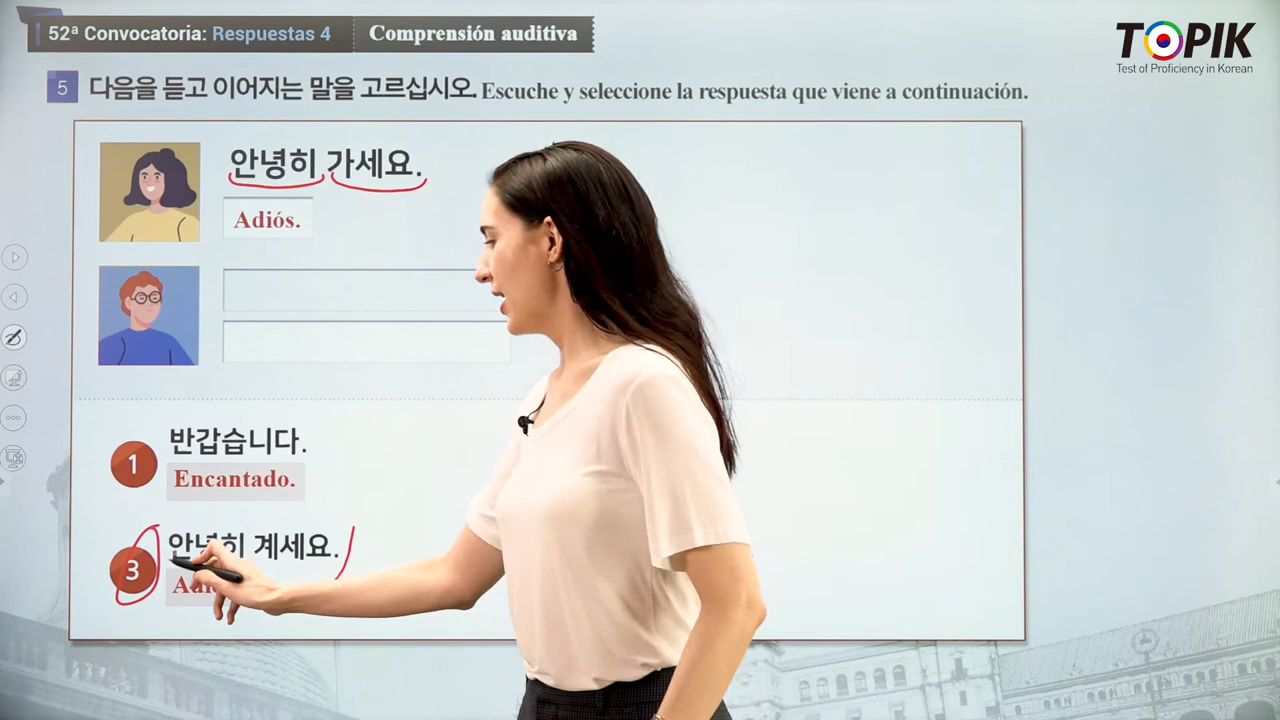 52ª Convocatoria: Respuestas 4 Comprensión auditiva
TOPIK
Test of Proficiency in Korean
5 다음을 듣고 이어지는 말을 고르십시오. Escuche y seleccione la respuesta que viene a continuación.
안녕히 가세요.
Adiós.
1 반갑습니다.
Encantado.
3 안녕히 계세요.